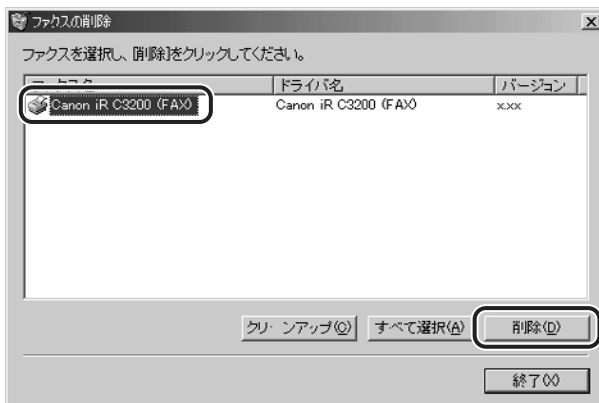 ファクスの削除
ファクスを選択し、[削除]をクリックしてください。
ドライバ名 バージョン
Canon iR C3200 (FAX) Canon iR C3200 (FAX) x.xx
クリーンアップ(C) すべて選択(A) 削除(D)
終了(X)